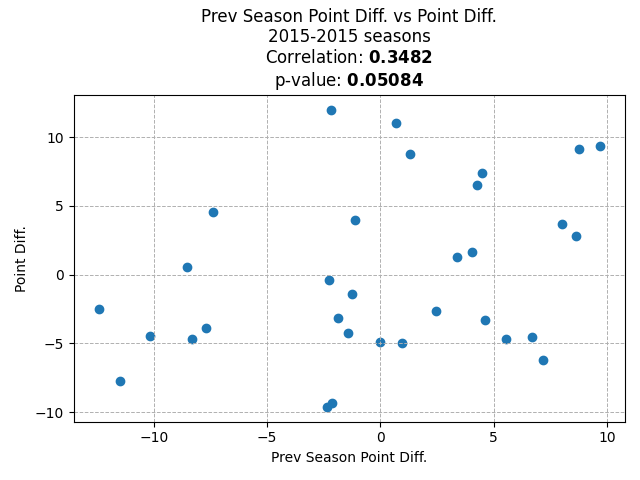 Prev Season Point Diff. vs Point Diff.
2015-2015 seasons
Correlation: 0.3482
p-value: 0.05084
10
5
0
−5
−10
Point Diff.
−10 −5 0 5 10
Prev Season Point Diff.